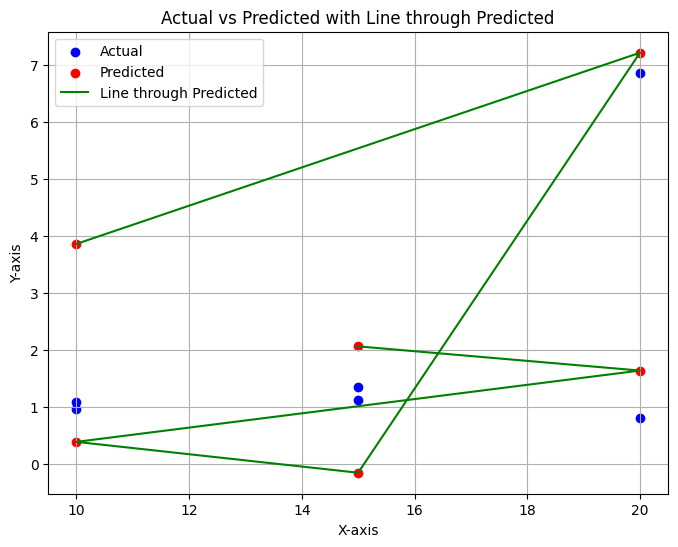 Actual vs Predicted with Line through Predicted
Actual
Predicted
Line through Predicted
7
6
5
4
3
2
1
0
Y-axis
10
12
14
16
18
20
X-axis